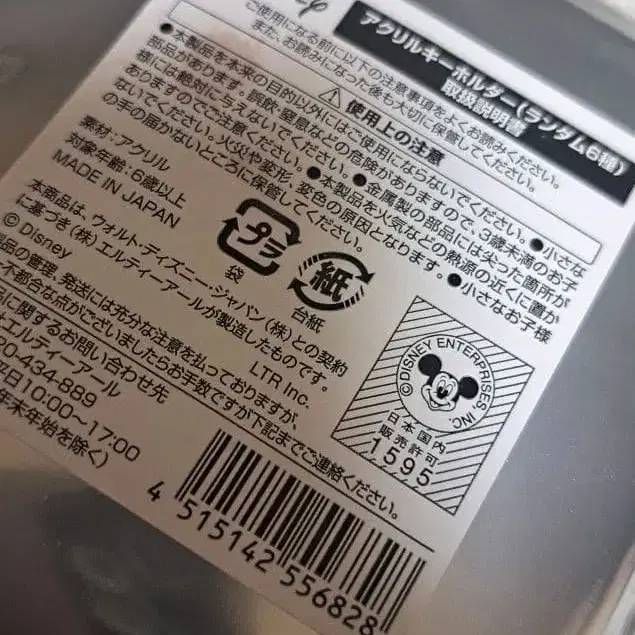 アクリルキーホルダー(ランダム6種)
取扱説明書
ご使用になる前に以下の注意事項をよくお読みください。
また、お読みになった後も大切に保管してください。
⚠使用上の注意
●本製品を本来の目的以外にはご使用にならないでください。●小さな
部品があります。誤飲・窒息などの危険がありますので、3歳未満のお子
様には絶対に与えないでください。●金属製の部品には尖った箇所が
ありますのでご注意ください。●本製品を火気などの熱源の近くに置か
ないでください。火災や変形、変色の原因となります。●小さなお子様
の手の届かないところに保管してください。
素材:アクリル
対象年齢:6歳以上
MADE IN JAPAN
プラ
袋
紙
台紙
本商品は、ウォルト・ディズニー・ジャパン(株)との契約
に基づき(株)エルティーアールが製造したものです。
© Disney
LTR Inc.
品の管理、発送には充分な注意を払っておりますが、
不都合な点がございましたらお手数ですが下記までご連絡ください。
に関するお問い合わせ先
エルティーアール
20-434-889
平日10:00〜17:00
年末年始を除く)
© DISNEY ENTERPRISES INC.
日本国内
販売許可
1595
4 515142 556828